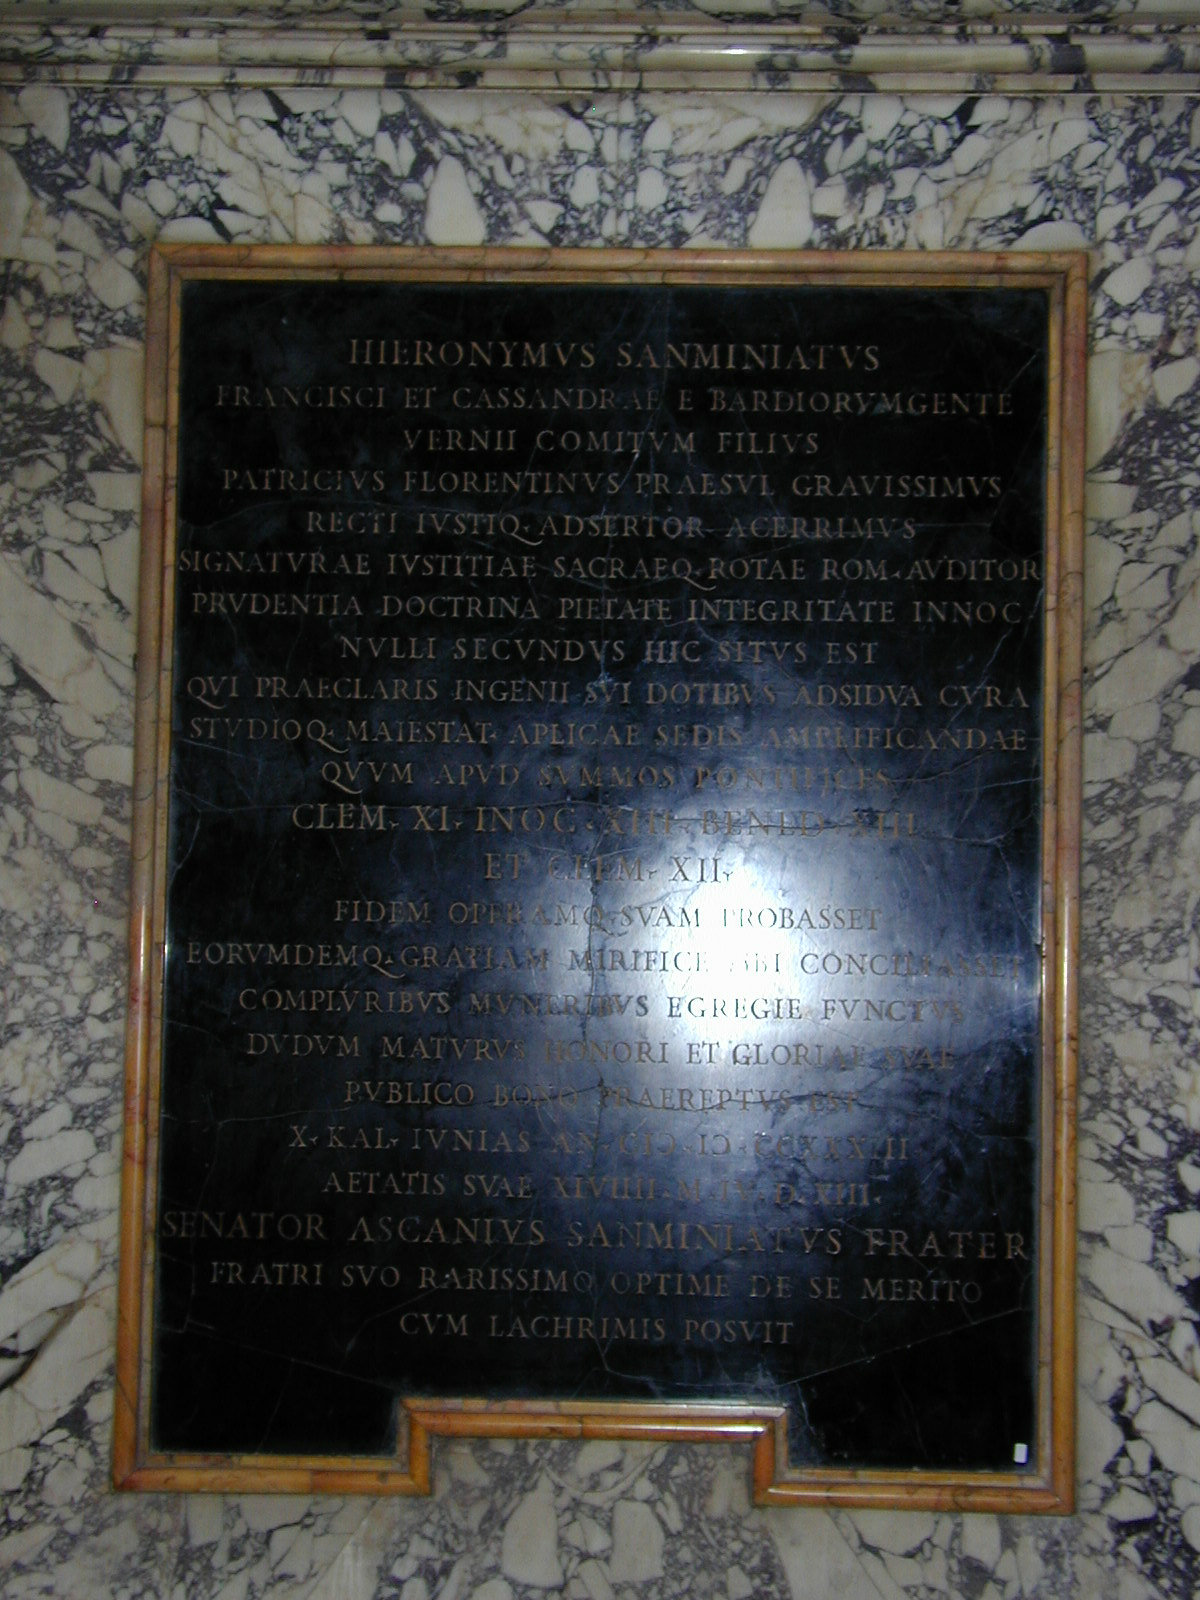 HIERONYMVS SANMINIATVS
FRANCISCI ET CASSANDRAE E BARDIORVMGENTE
VERNII COMITVM FILIVS
PATRICIVS FLORENTINVS PRAESVL GRAVISSIMVS
RECTI IVSTIQ. ADSERTOR ACERRIMVS
SIGNATVRAE IVSTITIAE SACRAEQ. ROTAE ROM. AVDITOR
PRVDENTIA DOCTRINA PIETATE INTEGRITATE INNOC.
NVLLI SECVNDVS HIC SITVS EST
QVI PRAECLARIS INGENII SVI DOTIBVS ADSIDVA CVRA
STVDIOQ. MAIESTAT. APLICAE SEDIS AMPLIFICANDAE
QVVM APVD SVMMOS PONTIFICES
CLEM. XI. INOC. XIII. BENED. XIII
ET CLEM. XII.
FIDEM OPERAMQ. SVAM PROBASSET
EORVMDEMQ. GRATIAM MIRIFICE SIBI CONCILIASSET
COMPLVRIBVS MVNERIBVS EGREGIE FVNCTVS
DVDVM MATVRVS HONORI ET GLORIAE SVAE
PVBLICO BONO PRAEREPTVS EST
X. KAL. IVNIAS AN. CIↃ. IↃ.
AETATIS SVAE XLVIIII. M. IV. D. XIII.
SENATOR ASCANIVS SANMINIATVS FRATER
FRATRI SVO RARISSIMO OPTIME DE SE MERITO
CVM LACHRIMIS POSVIT